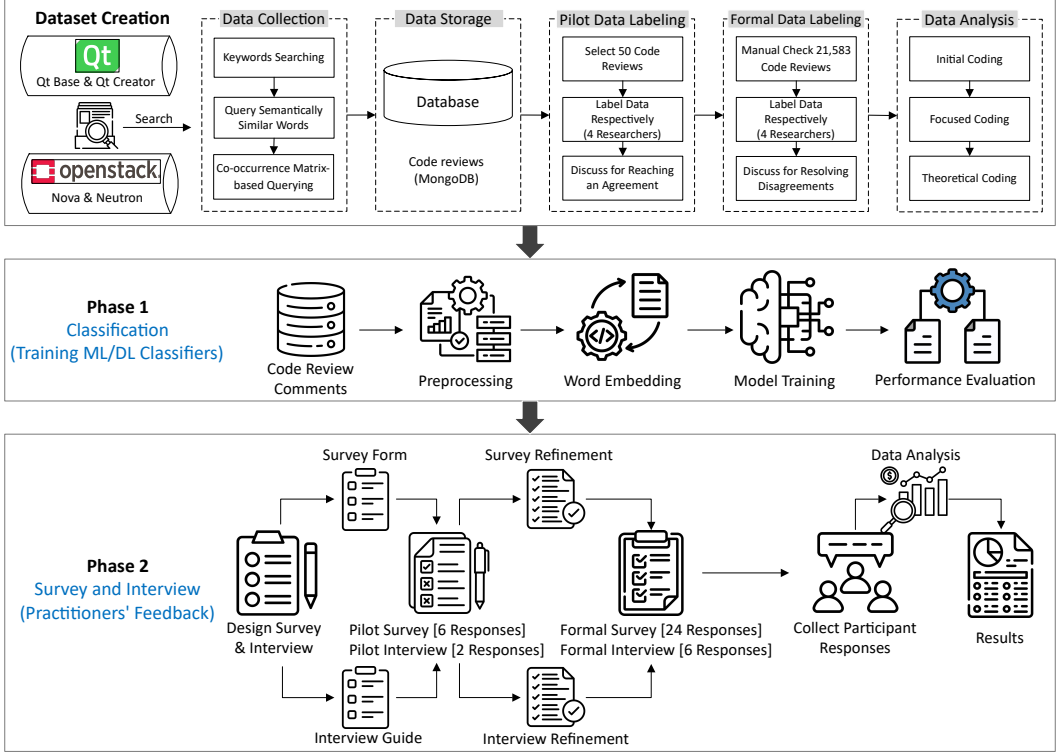 Dataset Creation
Qt
Qt Base & Qt Creator
Search
openstack.
Nova & Neutron
Data Collection
Keywords Searching
Query Semantically
Similar Words
Co-occurrence Matrix-
based Querying
Data Storage
Database
Code reviews
(MongoDB)
Pilot Data Labeling
Select 50 Code
Reviews
Label Data
Respectively
(4 Researchers)
Discuss for Reaching
an Agreement
Formal Data Labeling
Manual Check 21,583
Code Reviews
Label Data
Respectively
(4 Researchers)
Discuss for Resolving
Disagreements
Data Analysis
Initial Coding
Focused Coding
Theoretical Coding
Phase 1
Classification
(Training ML/DL Classifiers)
Code Review
Comments
Preprocessing
Word Embedding
Model Training
Performance Evaluation
Phase 2
Survey and Interview
(Practitioners' Feedback)
Design Survey
& Interview
Survey Form
Interview Guide
Pilot Survey [6 Responses]
Pilot Interview [2 Responses]
Survey Refinement
Interview Refinement
Formal Survey [24 Responses]
Formal Interview [6 Responses]
Data Analysis
Collect Participant
Responses
Results